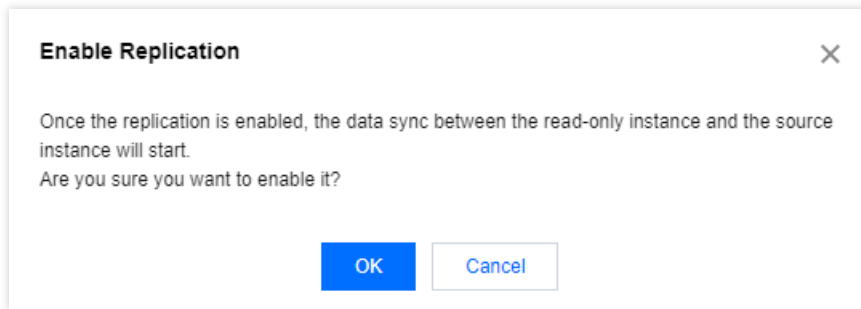 Enable Replication
Once the replication is enabled, the data sync between the read-only instance and the source
instance will start.
Are you sure you want to enable it?
OK
Cancel